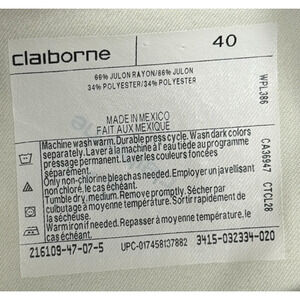 claiborne 40
66% JULON RAYON/66% JULON
34% POLYESTER/34% POLYESTER
MADE IN MEXICO
FAIT AUX MEXIQUE
Machine wash warm. Durable press cycle. Wash dark colors
separately. Laver à la machine à l'eau tiède au programme
pressage permanent. Laver les couleurs foncées
séparément.
Only non-chlorine bleach as needed. Employer un javellisant
non chloré, le cas échéant.
Tumble dry, medium. Remove promptly. Sécher par
culbutage à moyenne température, retirer rapidement de
la sécheuse.
Warm iron if needed. Repasser à moyenne température, le
cas échéant.
216109-47-07-5 UPC-017458137882 3415-032334-020
WPL386
CA56947 CTCL28